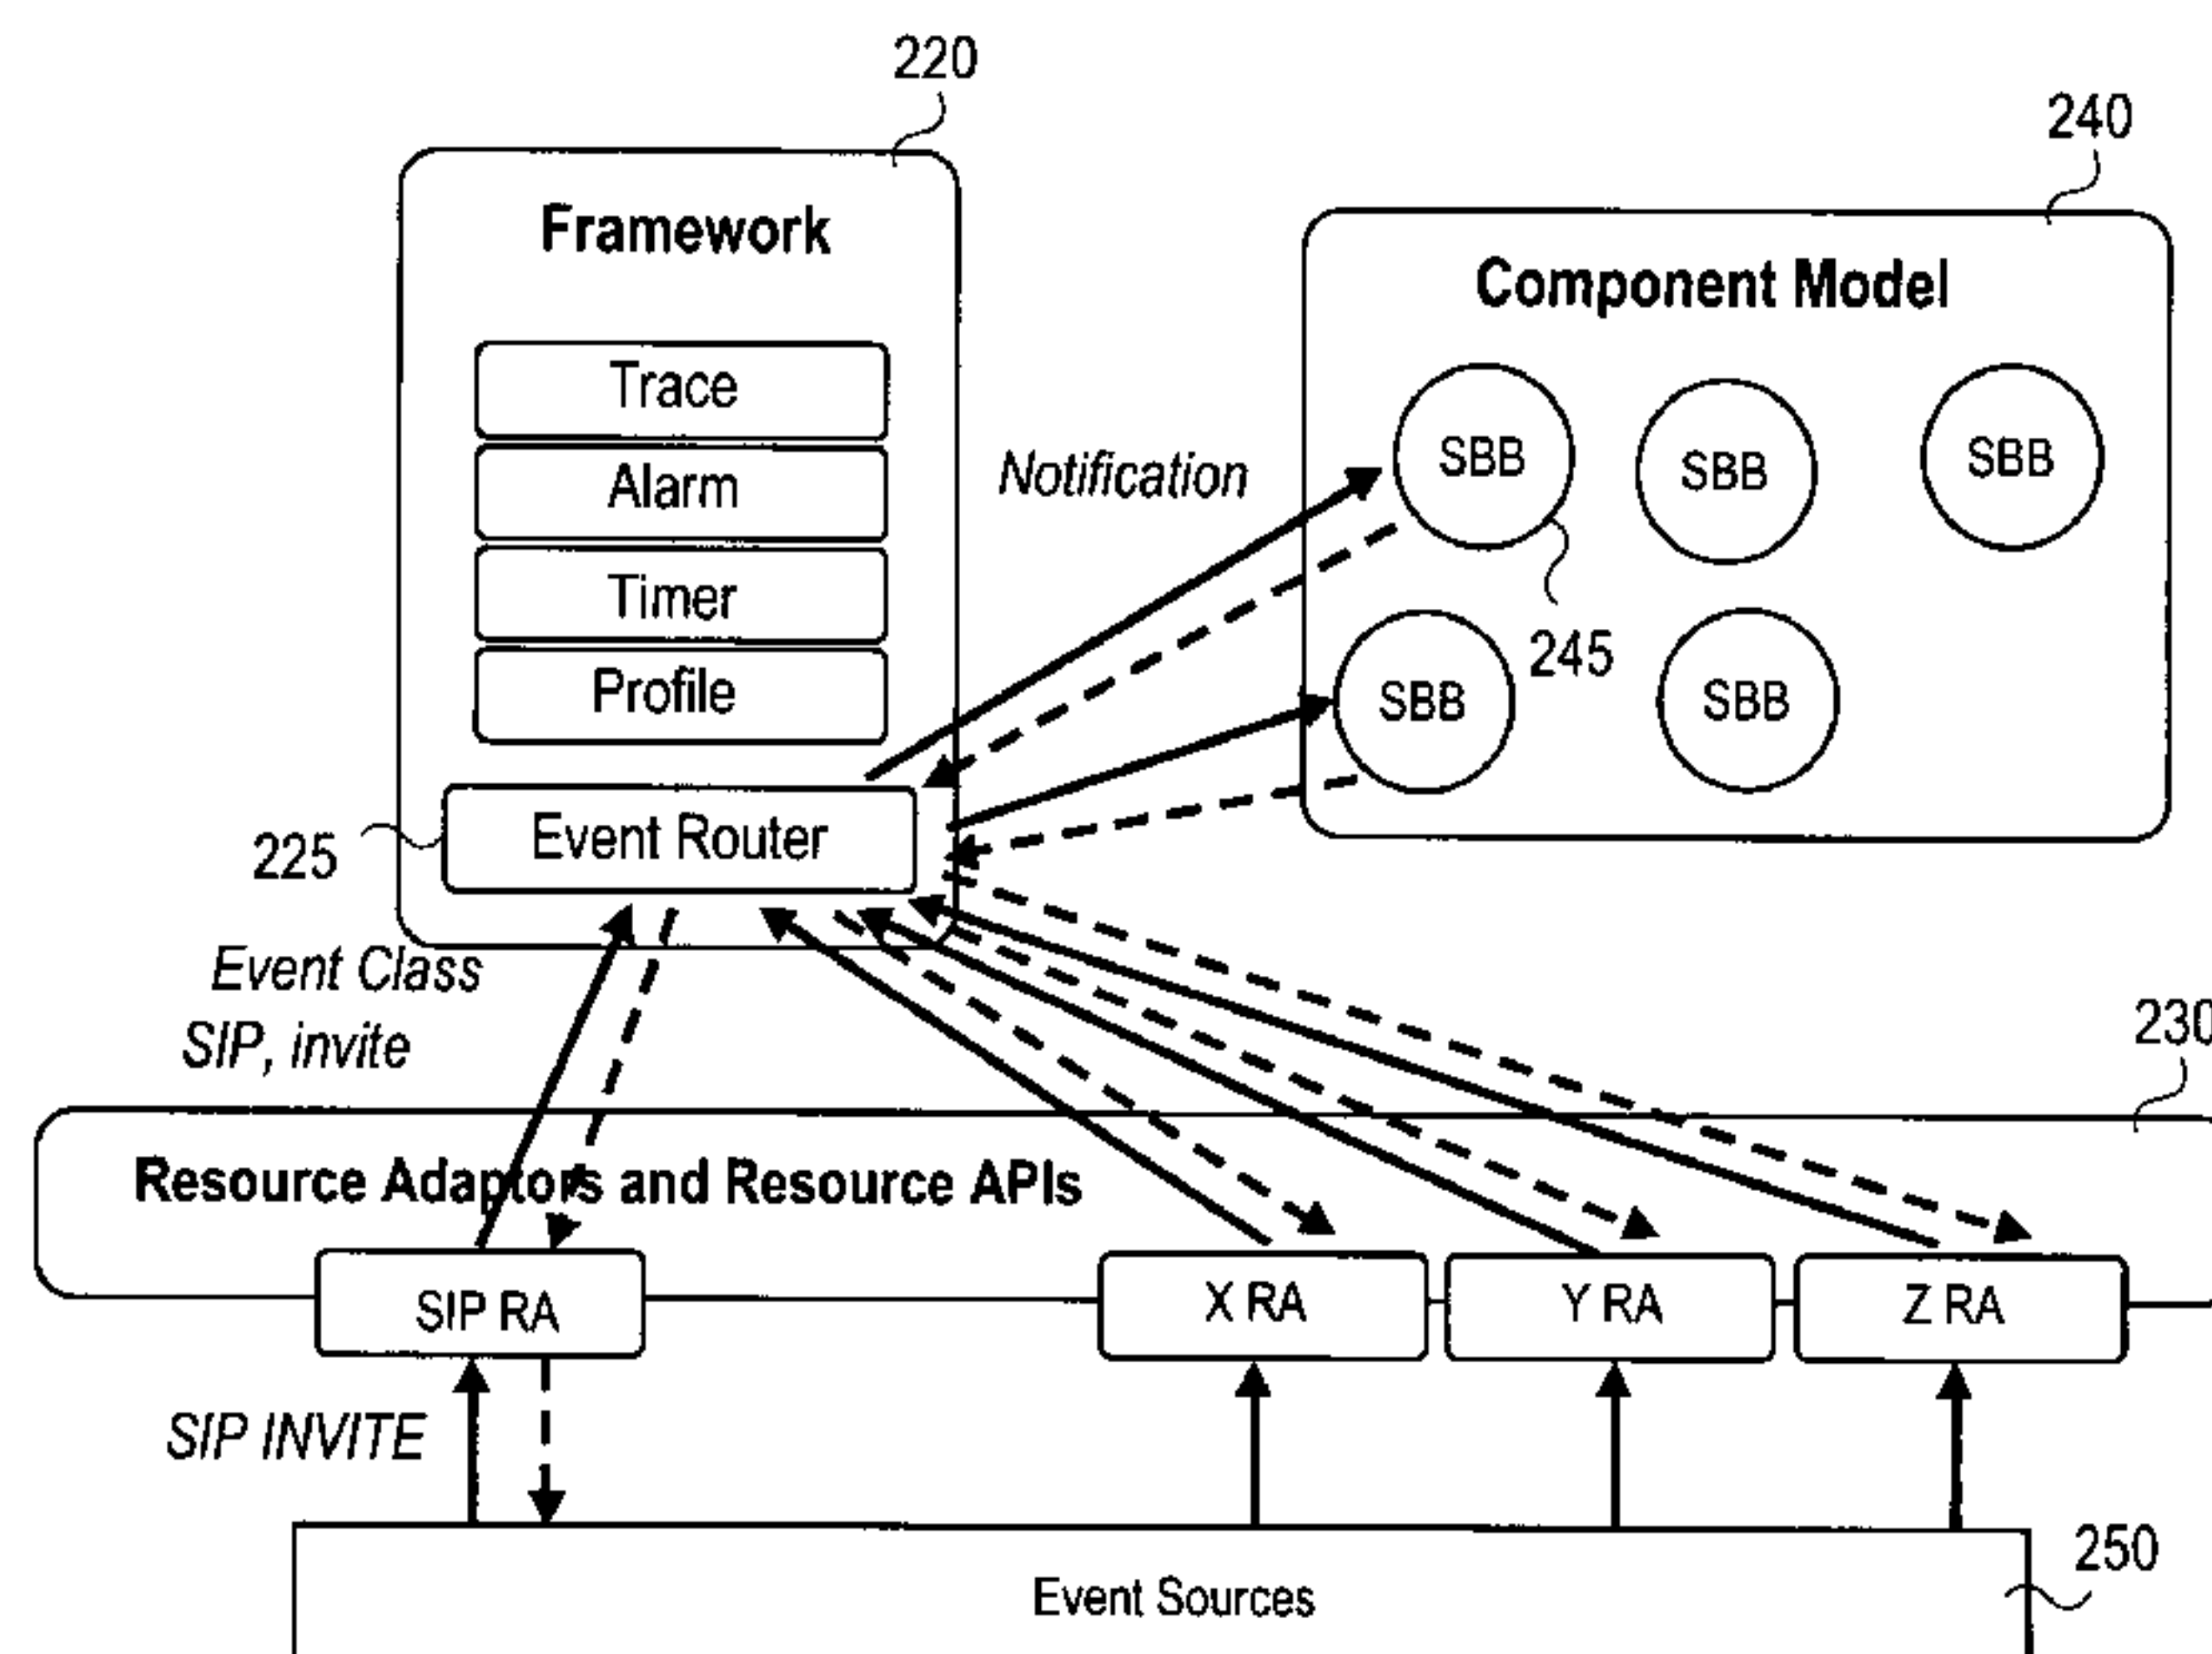 220
240
Framework
Component Model
Trace
Alarm
Timer
Profile
Notification
SBB
SBB
SBB
245
SBB
SBB
225
Event Router
Event Class
SIP, invite
230
Resource Adaptors and Resource APIs
SIP RA
X RA
Y RA
Z RA
SIP INVITE
250
Event Sources